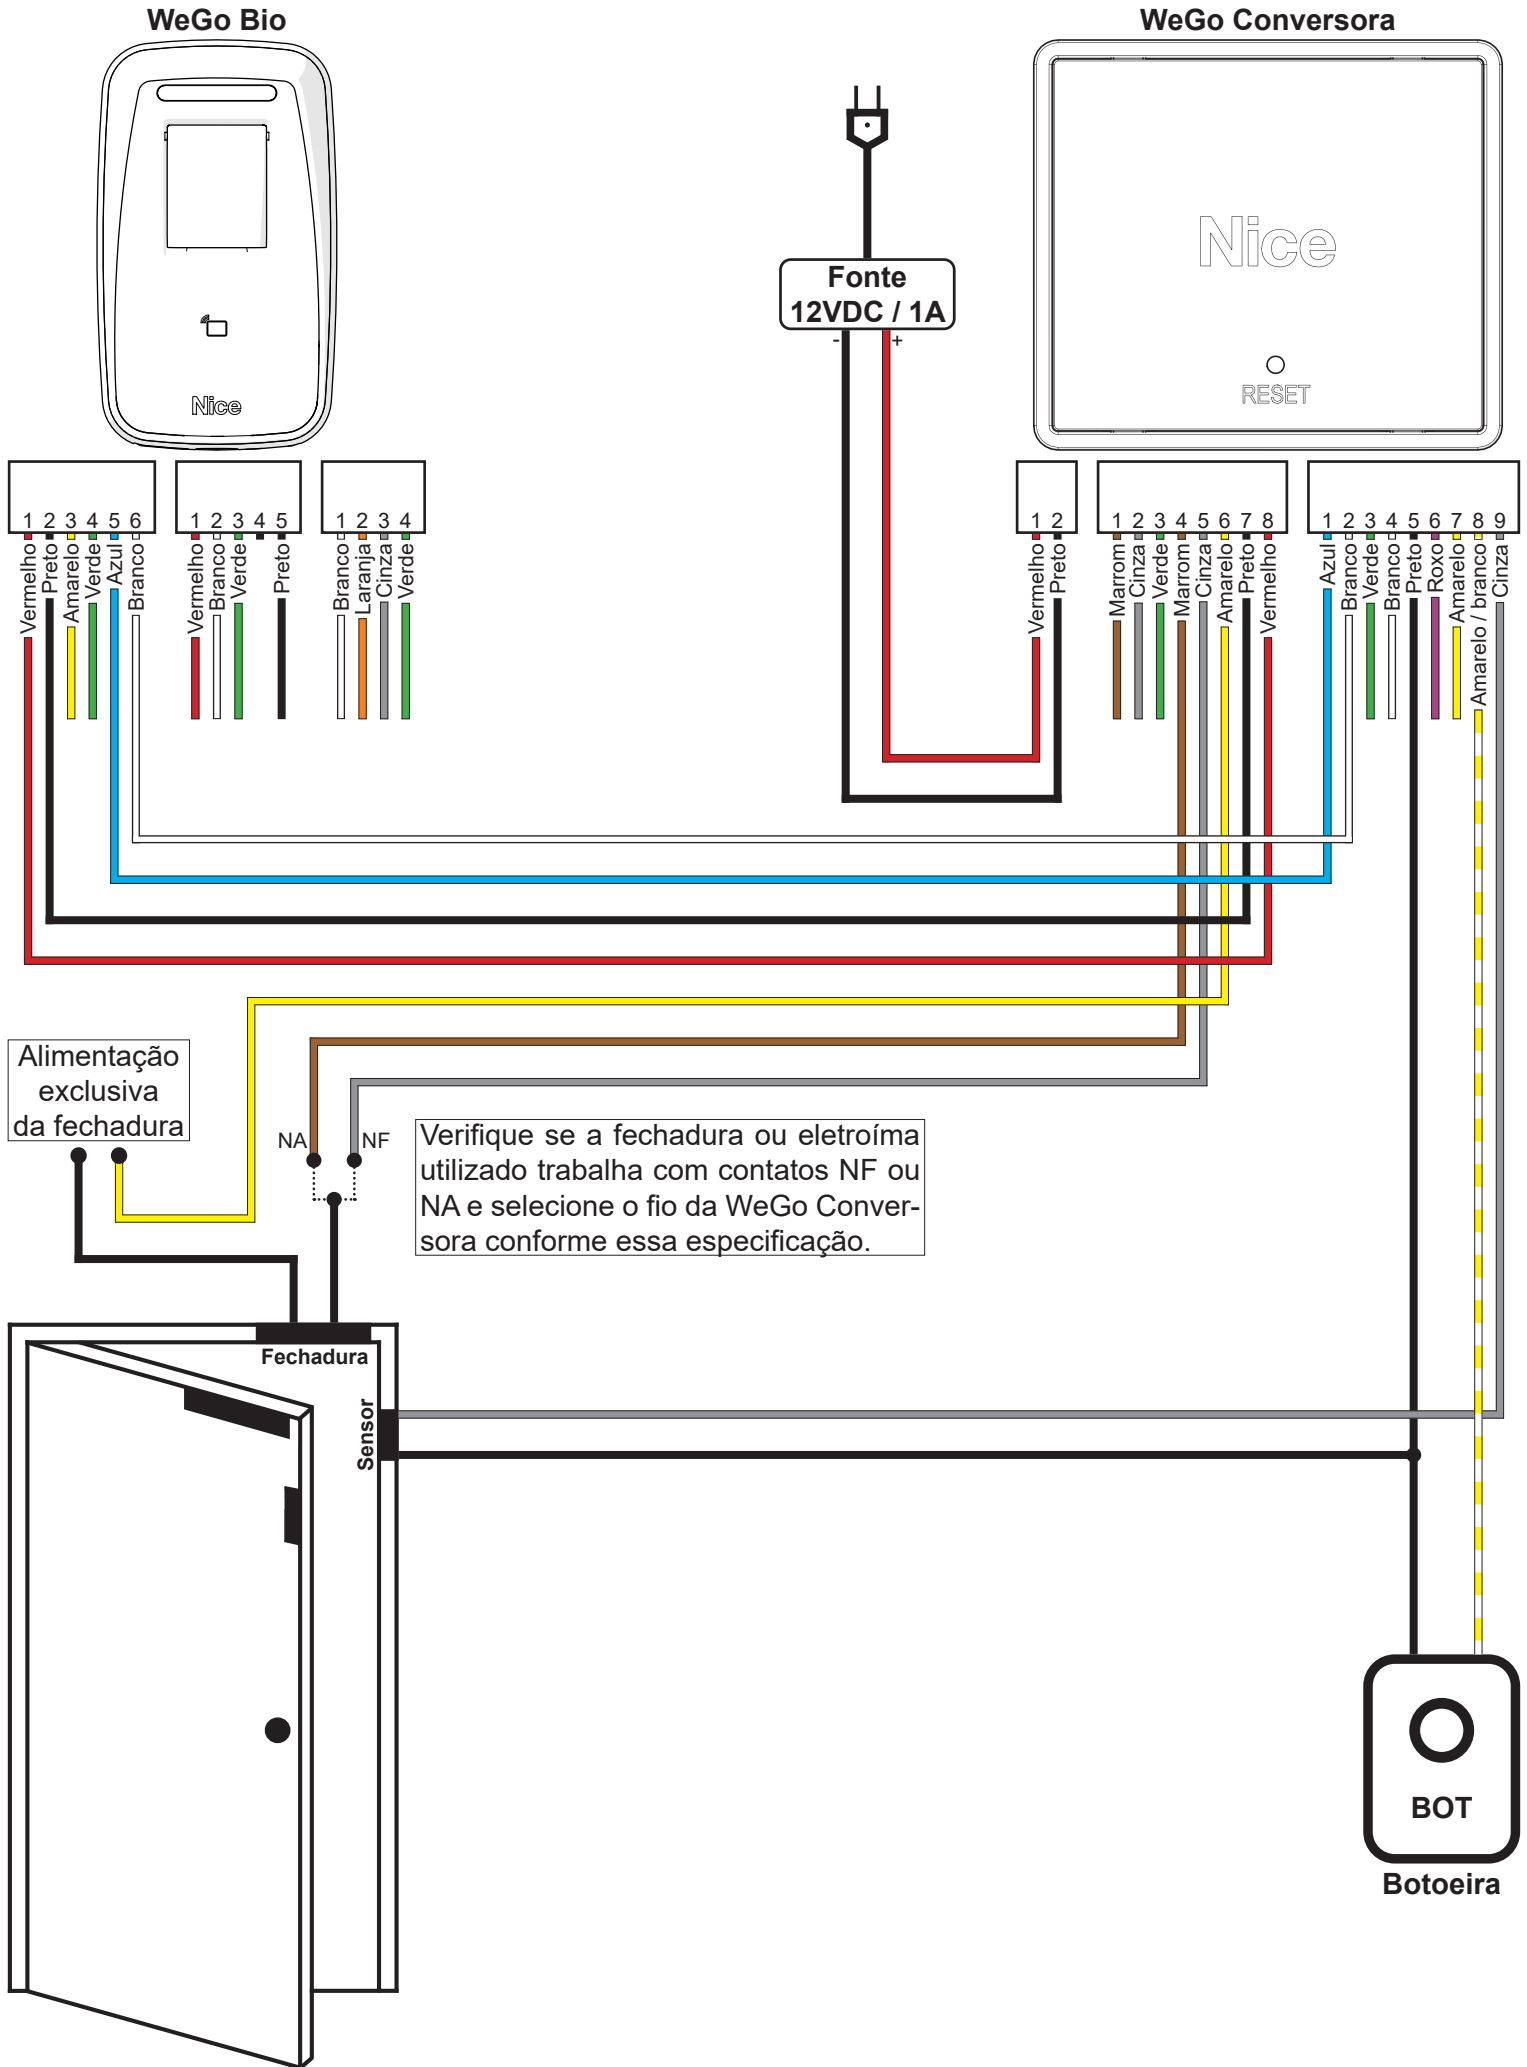 WeGo Bio
WeGo Conversora
Nice
Nice
RESET
Fonte
12VDC / 1A
- +
1 2 3 4 5 6
Vermelho
Preto
Amarelo
Verde
Azul
Branco
1 2 3 4 5
Vermelho
Branco
Verde
Preto
1 2 3 4
Branco
Laranja
Cinza
Verde
1 2
Vermelho
Preto
1 2 3 4 5 6 7 8
Marrom
Cinza
Verde
Marrom
Cinza
Amarelo
Preto
Vermelho
1 2 3 4 5 6 7 8 9
Azul
Branco
Verde
Branco
Preto
Roxo
Amarelo
Amarelo / branco
Cinza
Alimentação
exclusiva
da fechadura
NA
NF
Verifique se a fechadura ou eletroíma
utilizado trabalha com contatos NF ou
NA e selecione o fio da WeGo Conver-
sora conforme essa especificação.
Fechadura
Sensor
BOT
Botoeira